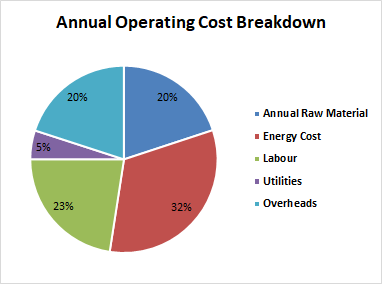 Annual Operating Cost Breakdown
20%
20%
5%
23%
32%
Annual Raw Material
Energy Cost
Labour
Utilities
Overheads